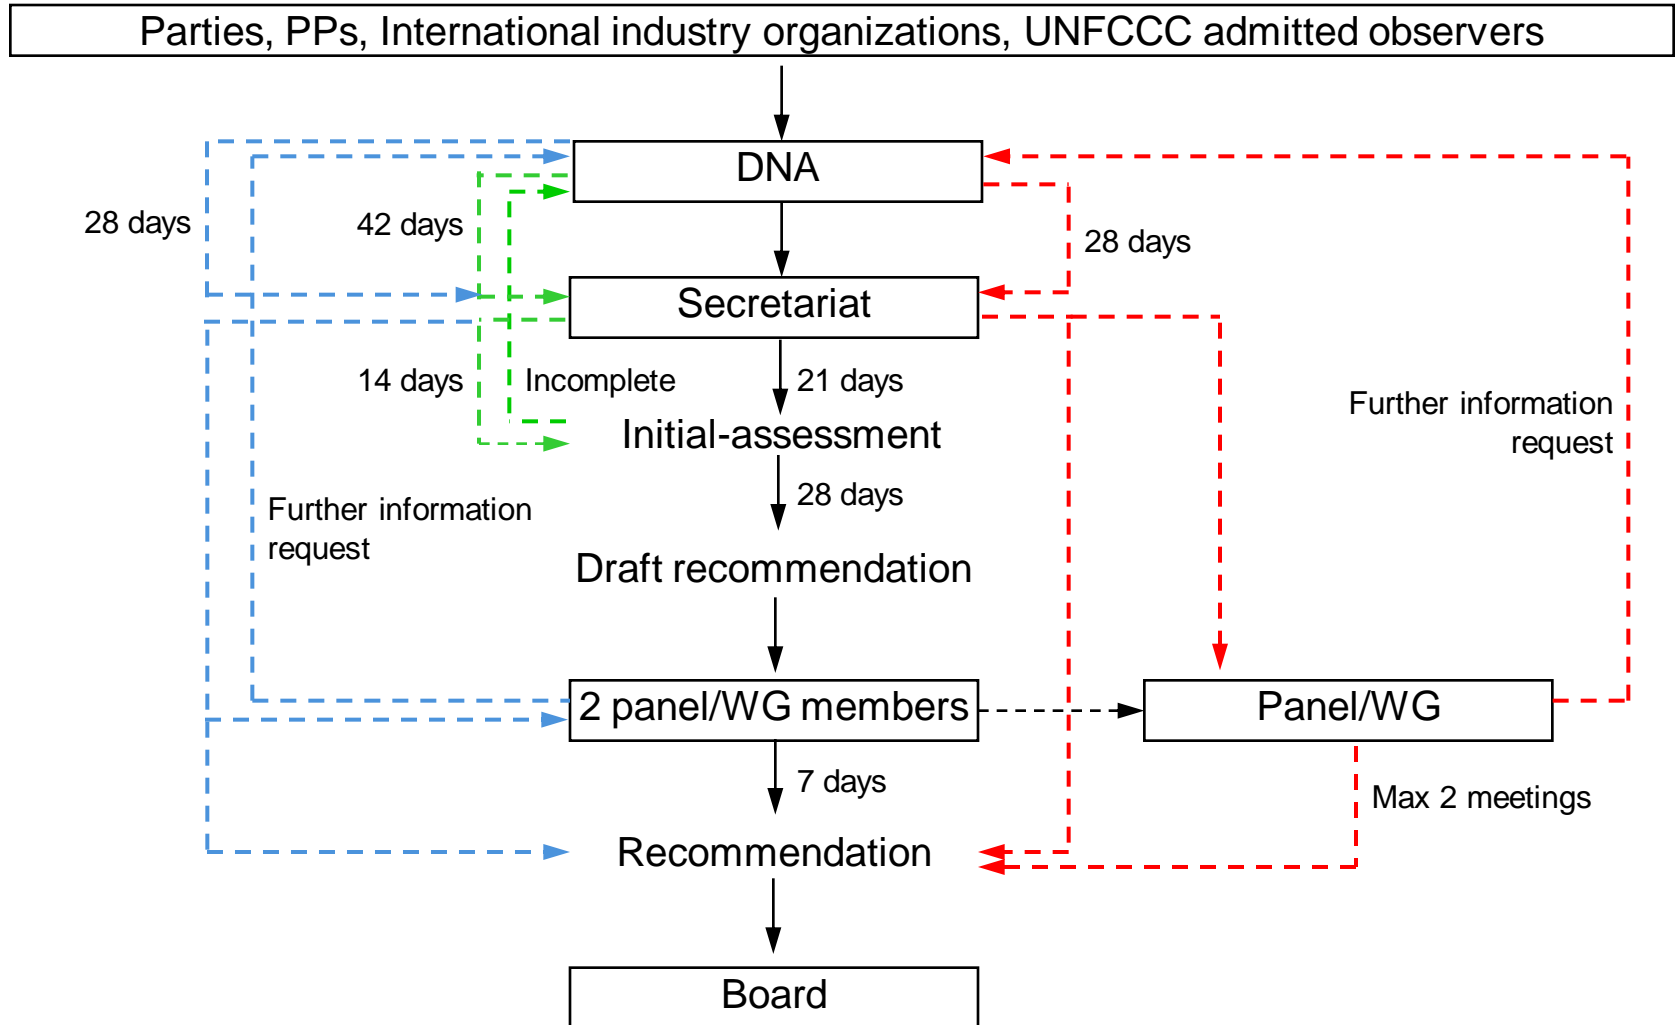 Parties, PPs, International industry organizations, UNFCCC admitted observers
DNA
28 days
42 days
28 days
Secretariat
14 days
Incomplete
21 days
Initial-assessment
Further information
request
28 days
Further information
request
Draft recommendation
2 panel/WG members
Panel/WG
7 days
Max 2 meetings
Recommendation
Board